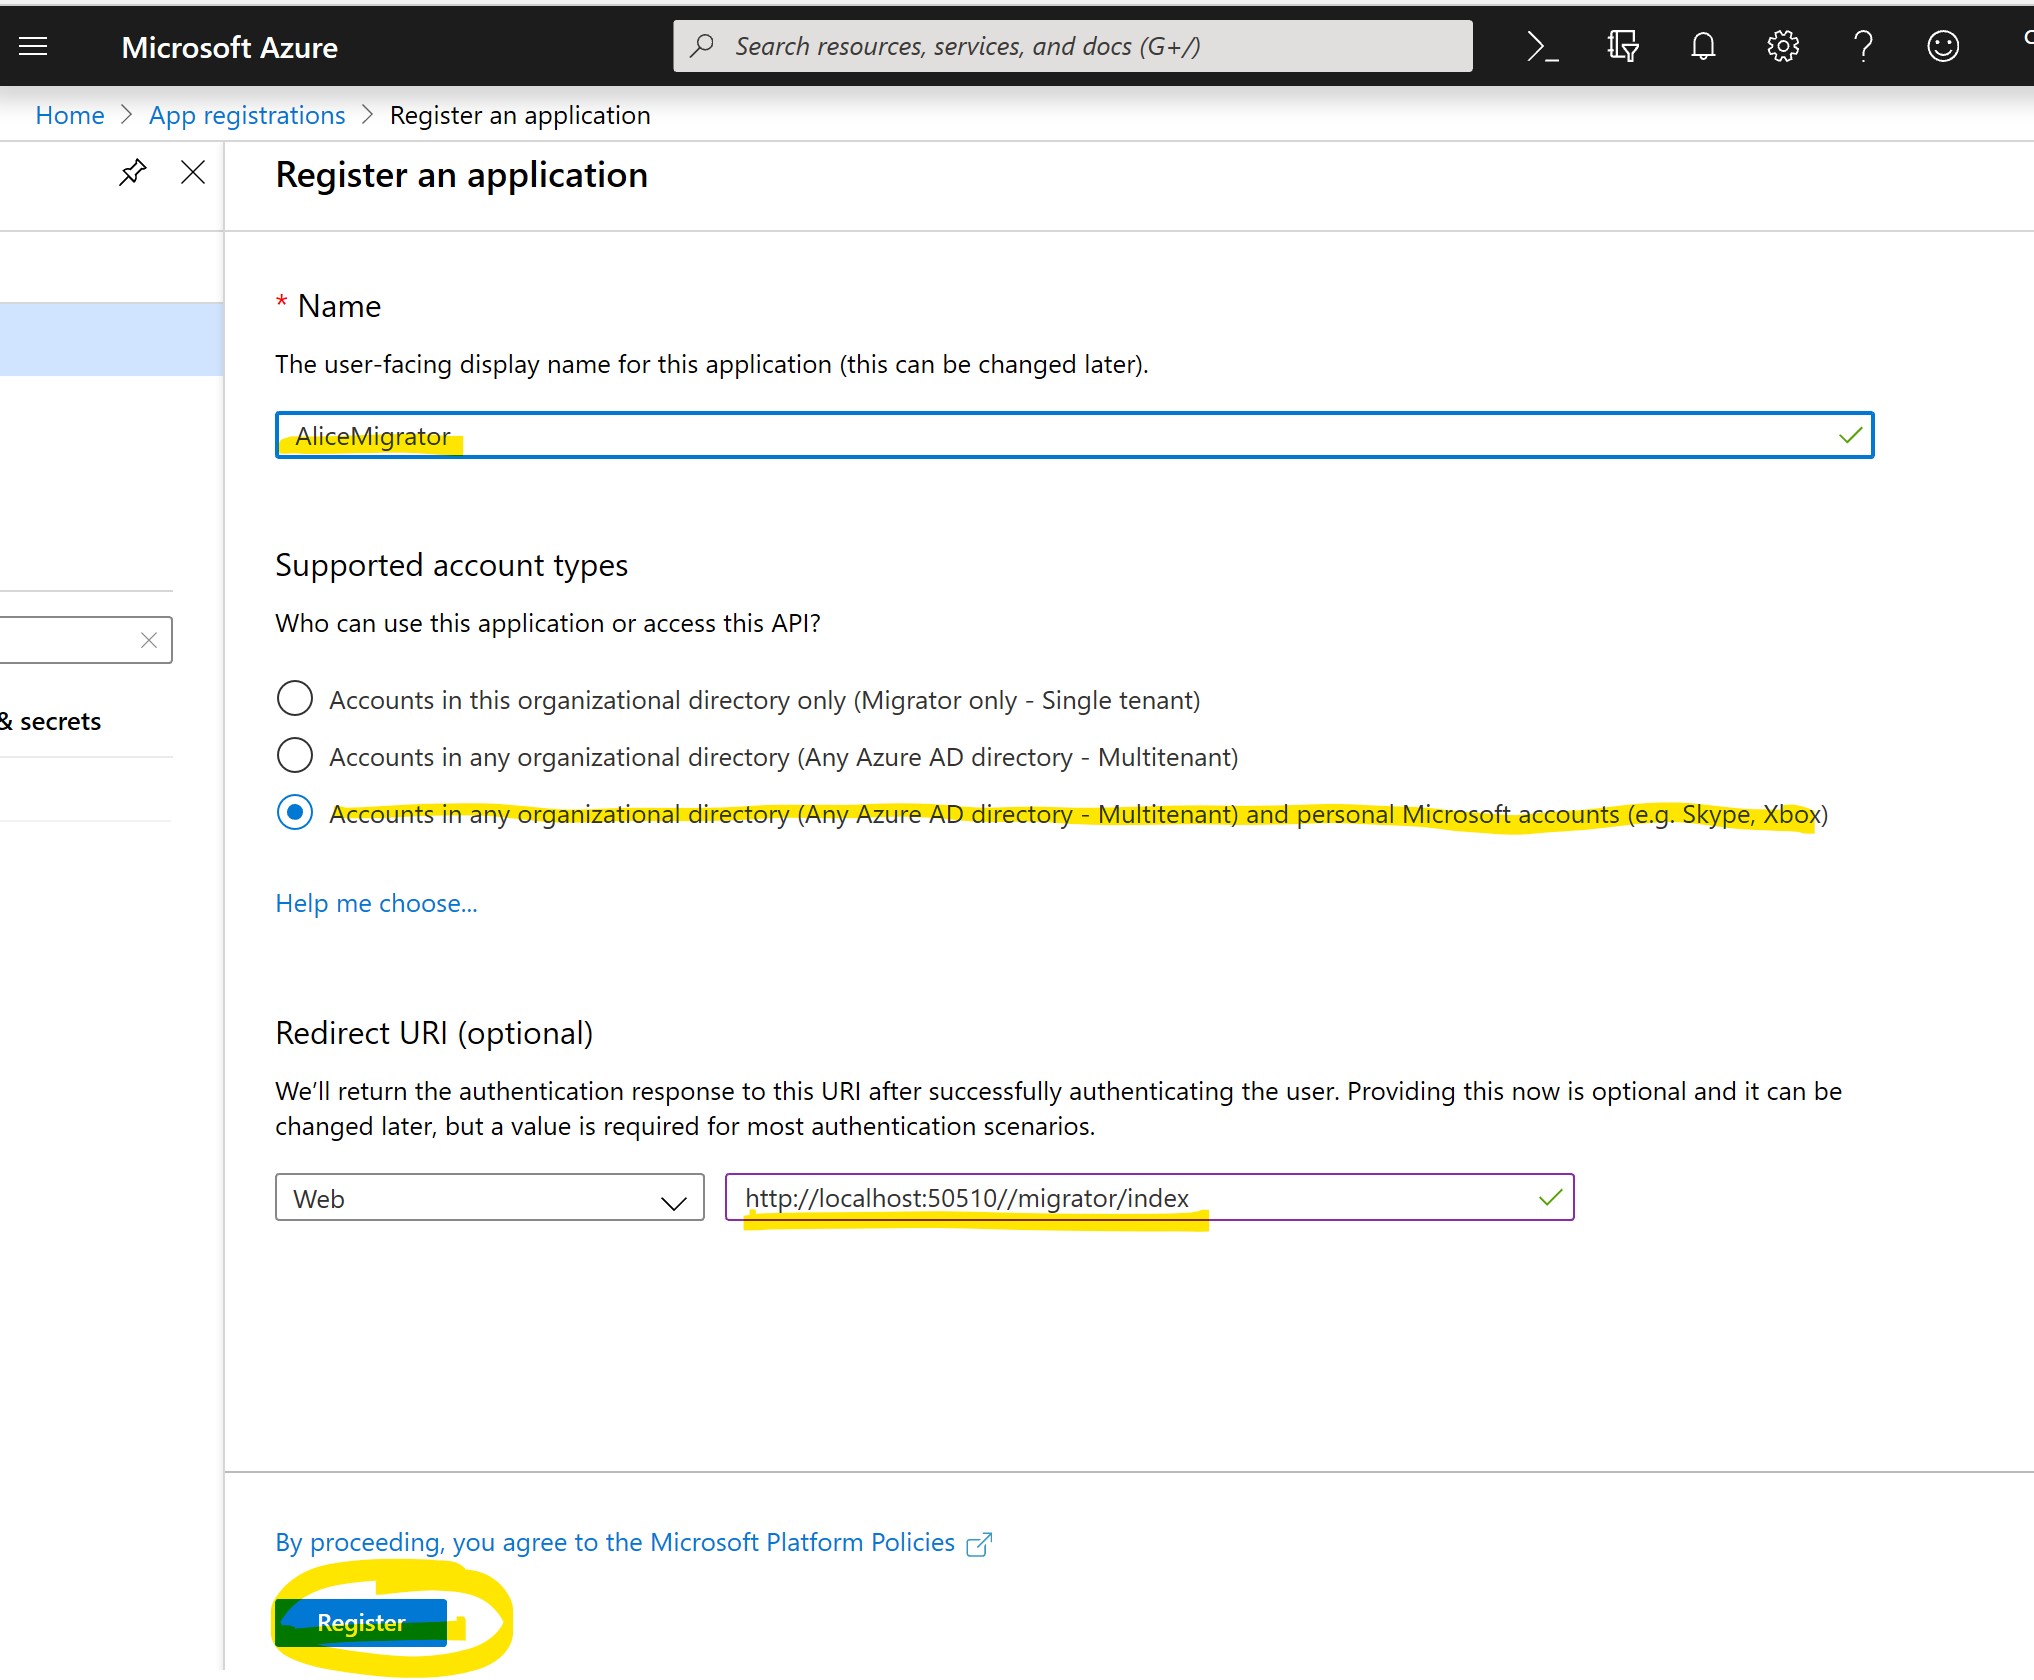 Microsoft Azure
Search resources, services, and docs (G+/)
Home > App registrations > Register an application
Register an application
* Name
The user-facing display name for this application (this can be changed later).
AliceMigrator
Supported account types
Who can use this application or access this API?
Accounts in this organizational directory only (Migrator only - Single tenant)
& secrets
Accounts in any organizational directory (Any Azure AD directory - Multitenant)
Accounts in any organizational directory (Any Azure AD directory - Multitenant) and personal Microsoft accounts (e.g. Skype, Xbox)
Help me choose...
Redirect URI (optional)
We’ll return the authentication response to this URI after successfully authenticating the user. Providing this now is optional and it can be
changed later, but a value is required for most authentication scenarios.
Web
http://localhost:50510//migrator/index
By proceeding, you agree to the Microsoft Platform Policies
Register